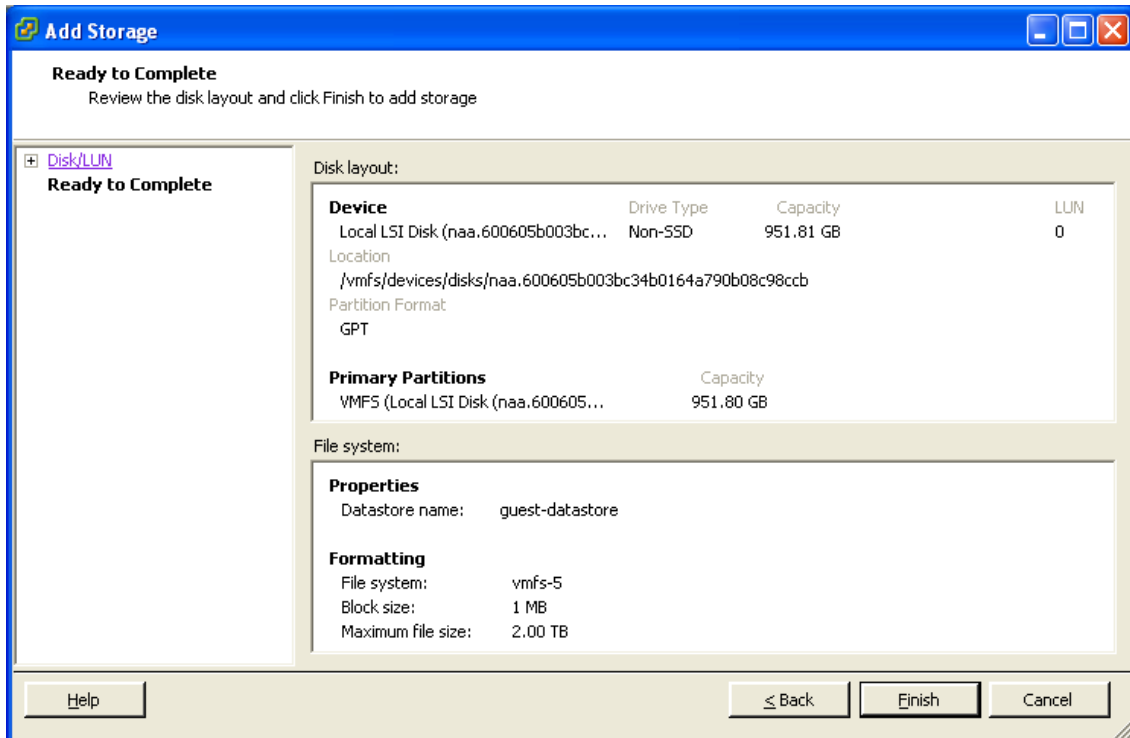 Add Storage
Ready to Complete
Review the disk layout and click Finish to add storage
Disk/LUN
Ready to Complete
Disk layout:
Device Drive Type Capacity LUN
Local LSI Disk (naa.600605b003bc... Non-SSD 951.81 GB 0
Location
/vmfs/devices/disks/naa.600605b003bc34b0164a790b08c98ccb
Partition Format
GPT
Primary Partitions Capacity
VMFS (Local LSI Disk (naa.600605... 951.80 GB
File system:
Properties
Datastore name: guest-datastore
Formatting
File system: vmfs-5
Block size: 1 MB
Maximum file size: 2.00 TB
Help < Back Finish Cancel